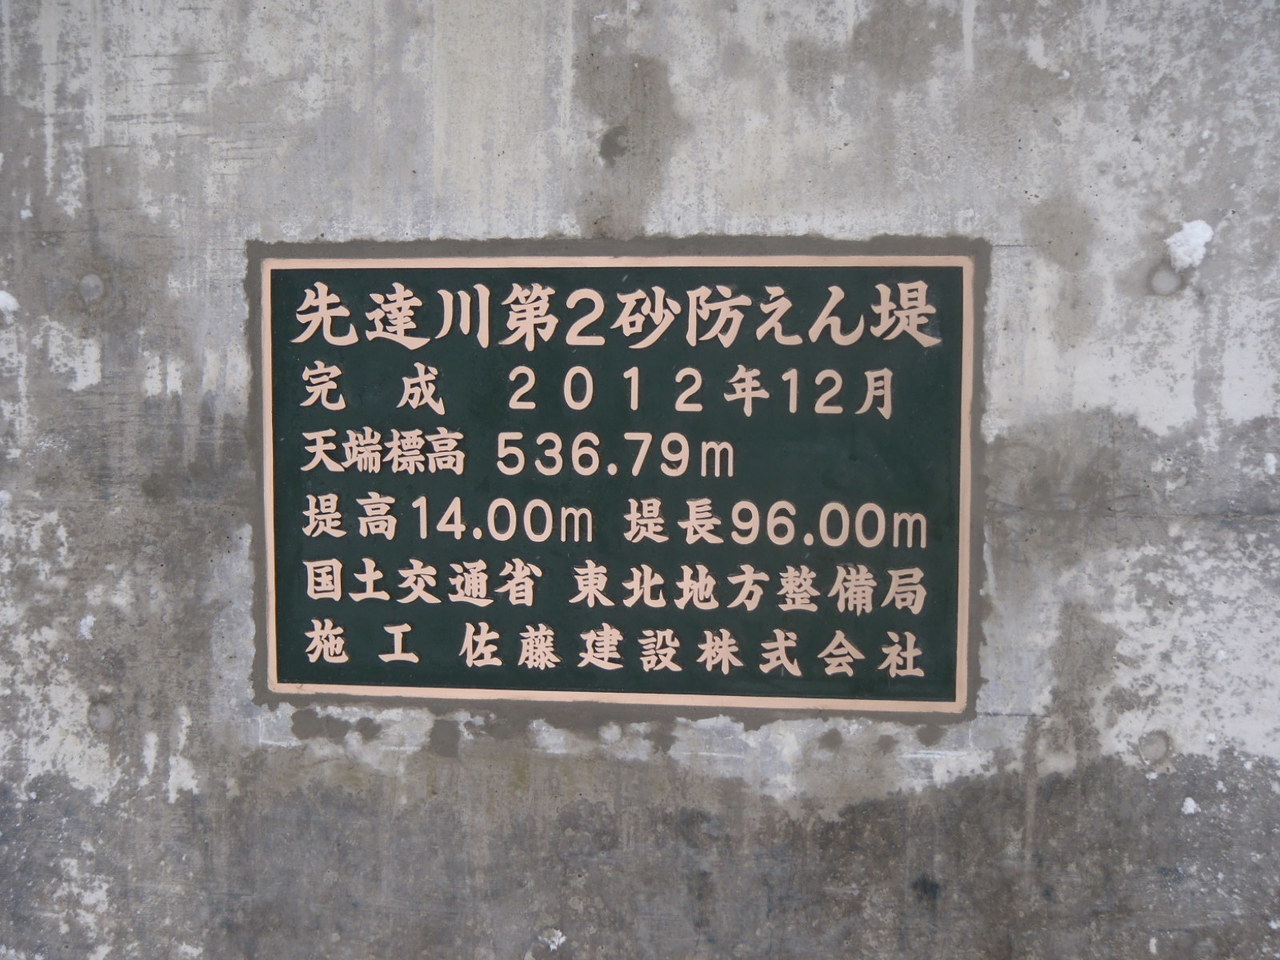 先達川第2砂防えん堤
完 成 2012年12月
天端標高 536.79m
堤高14.00m 堤長96.00m
国土交通省 東北地方整備局
施 工 佐藤建設株式会社